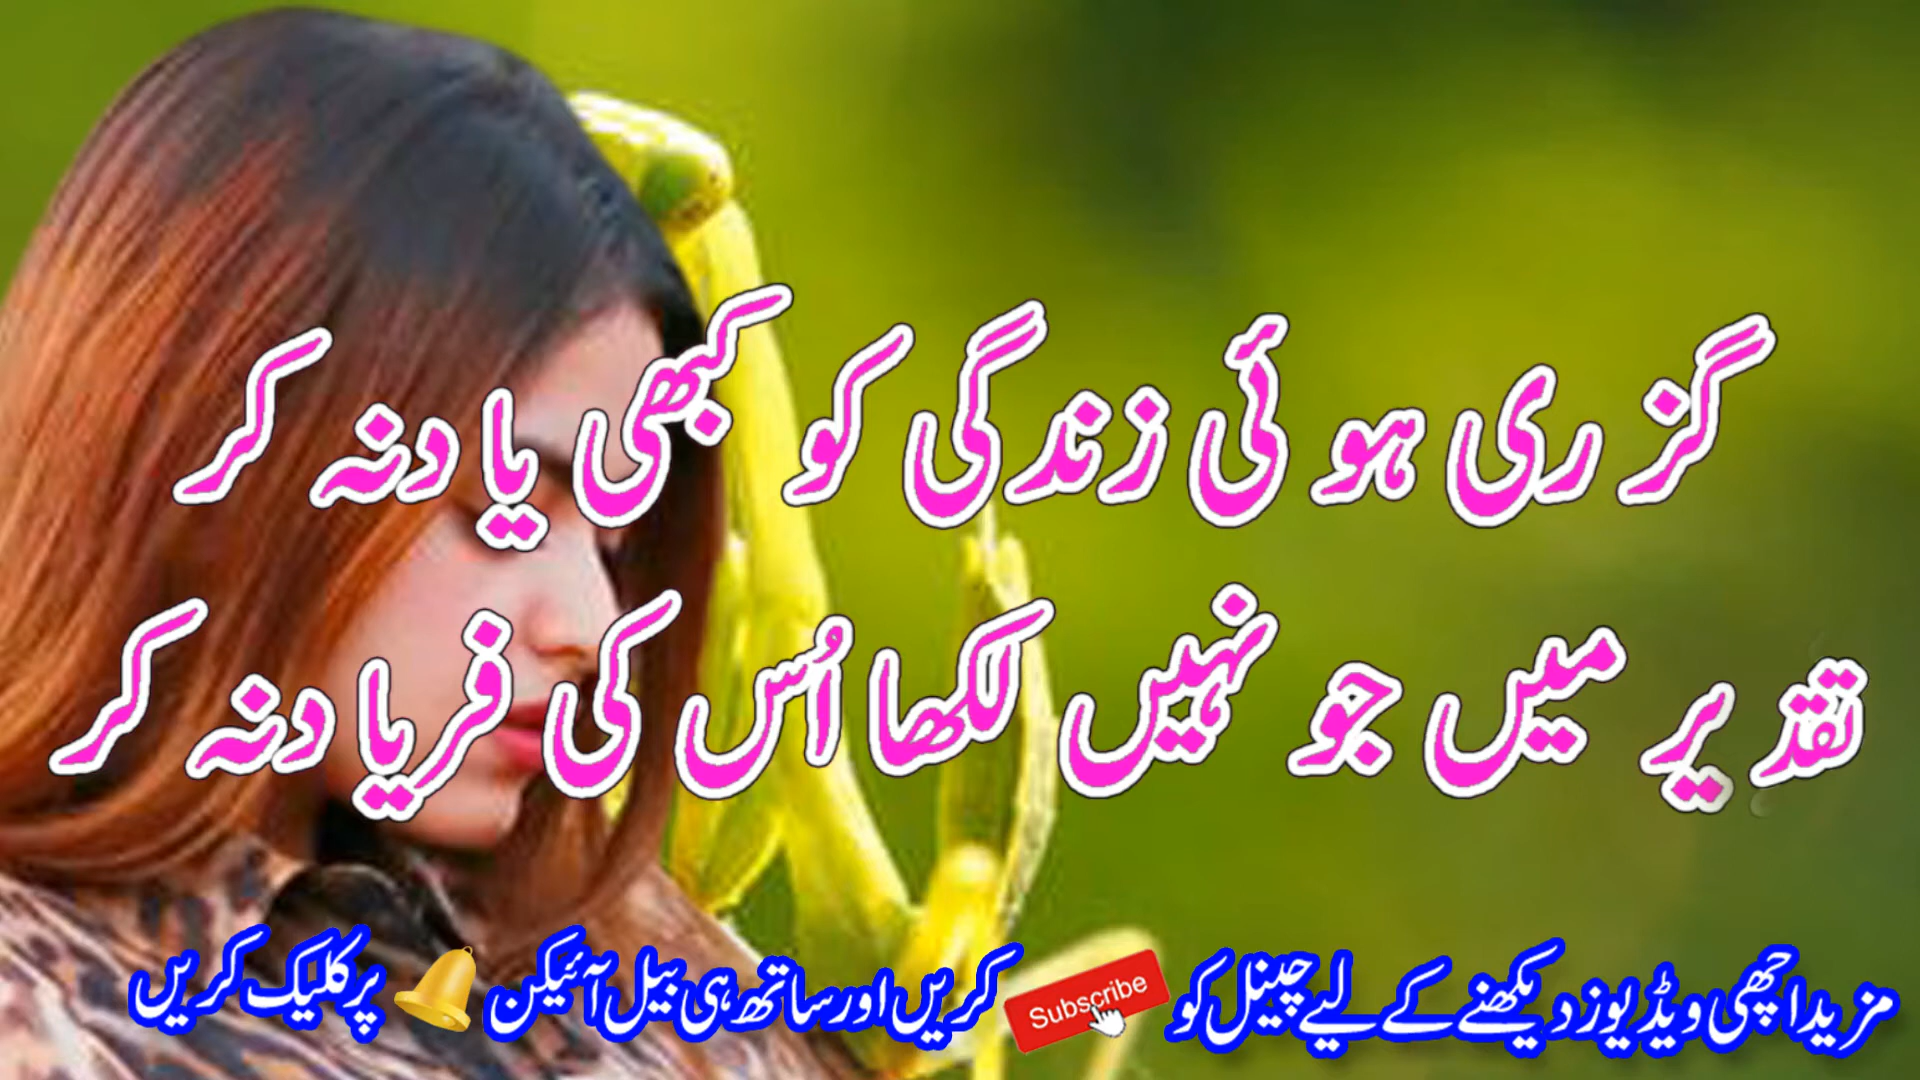 گزری ہوئی زندگی کو کبھی یاد نہ کر
تقدیر میں جو نہیں لکھا اُس کی فریاد نہ کر
مزید اچھی ویڈیوز دیکھنے کے لیے چینل کو Subscribe کریں اور ساتھ ہی بیل آئیکن 🔔 پر کلیک کریں